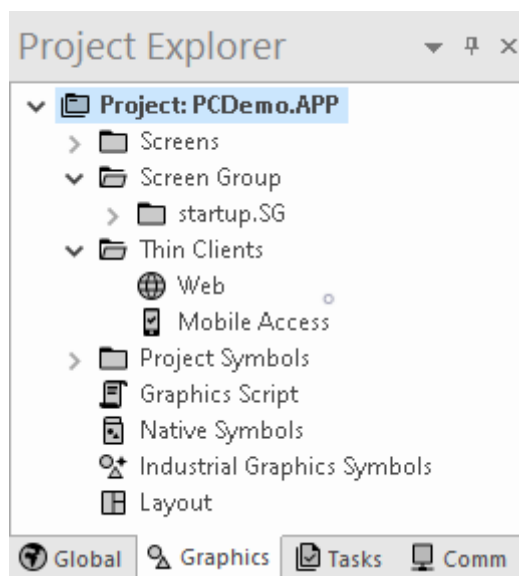 Project Explorer
Project: PCDemo.APP
Screens
Screen Group
startup.SG
Thin Clients
Web
Mobile Access
Project Symbols
Graphics Script
Native Symbols
Industrial Graphics Symbols
Layout
Global Graphics Tasks Comm